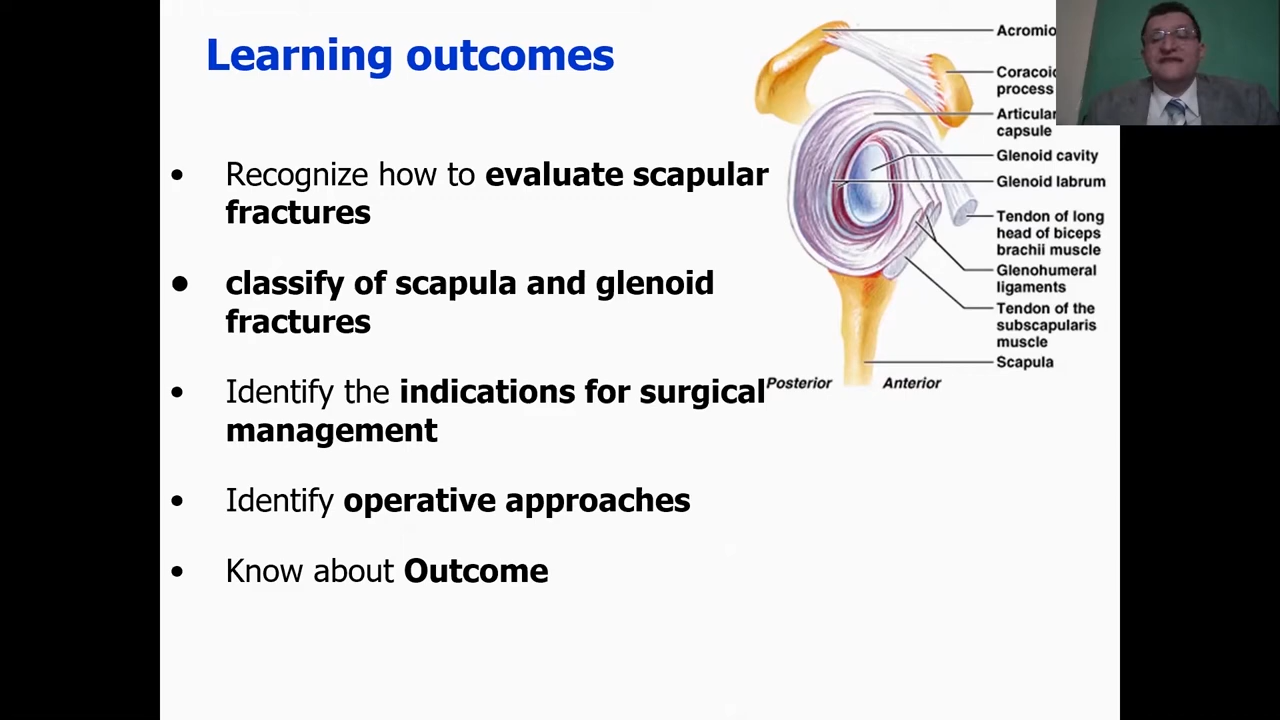 Learning outcomes
• Recognize how to evaluate scapular
fractures
• classify of scapula and glenoid
fractures
• Identify the indications for surgical
management
• Identify operative approaches
• Know about Outcome
Acromio
Coracoi
process
Articular
capsule
Glenoid cavity
Glenoid labrum
Tendon of long
head of biceps
brachii muscle
Glenohumeral
ligaments
Tendon of the
subscapularis
muscle
Scapula
Posterior
Anterior